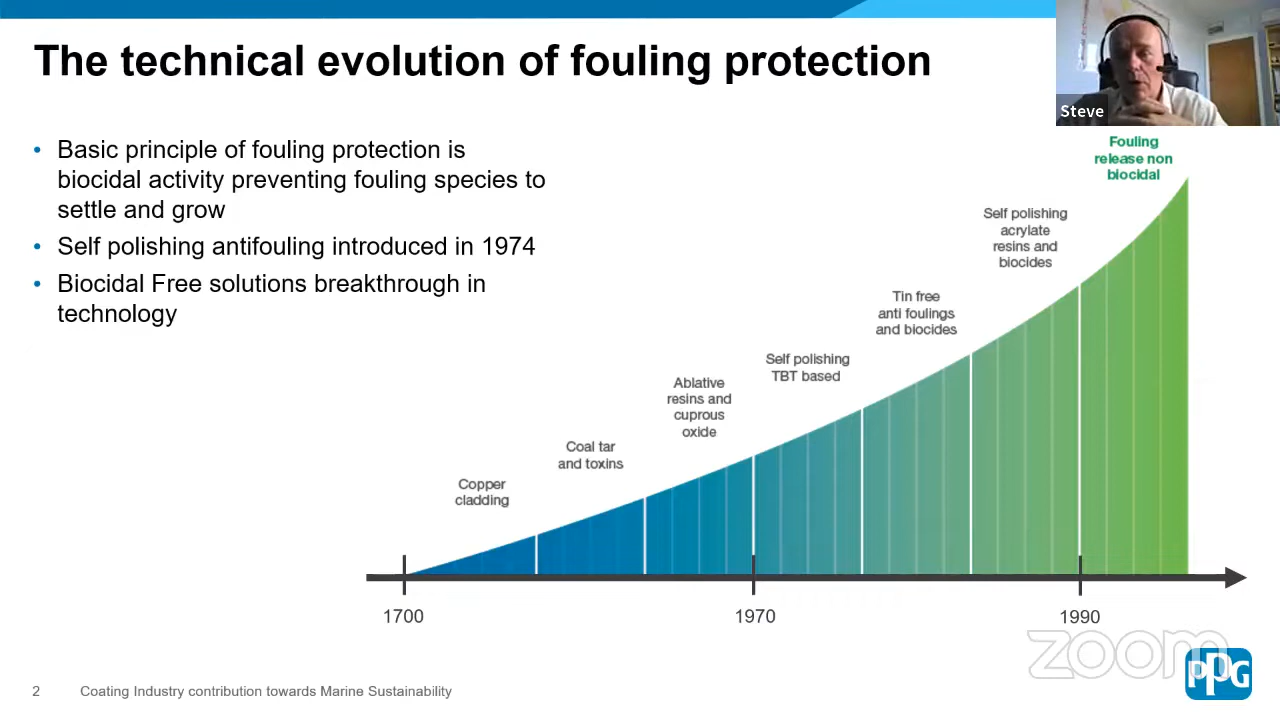 The technical evolution of fouling protection
Steve
• Basic principle of fouling protection is
biocidal activity preventing fouling species to
settle and grow
• Self polishing antifouling introduced in 1974
• Biocidal Free solutions breakthrough in
technology
Copper
cladding
Coal tar
and toxins
Ablative
resins and
cuprous
oxide
Self polishing
TBT based
Tin free
anti foulings
and biocides
Self polishing
acrylate
resins and
biocides
Fouling
release non
biocidal
1700
1970
1990
zoom
PPG
2
Coating Industry contribution towards Marine Sustainability